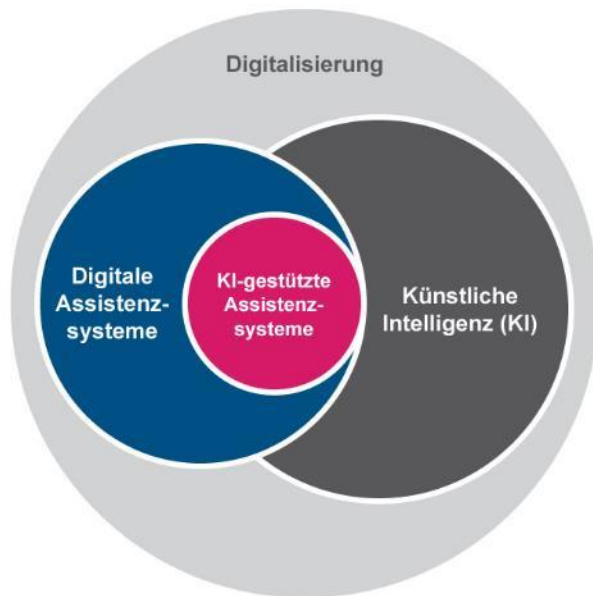 Digitalisierung
Digitale
Assistenz-
systeme
KI-gestützte
Assistenz-
systeme
Künstliche
Intelligenz (KI)